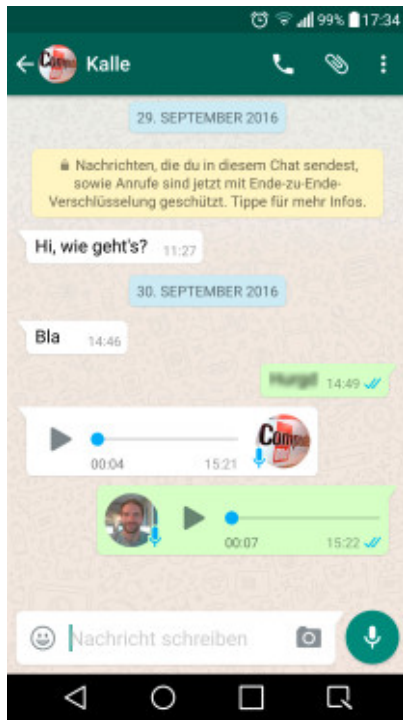 99% 17:34
Kalle
29. SEPTEMBER 2016
Nachrichten, die du in diesem Chat sendest,
sowie Anrufe sind jetzt mit Ende-zu-Ende-
Verschlüsselung geschützt. Tippe für mehr Infos.
Hi, wie geht's? 11:27
30. SEPTEMBER 2016
Bla 14:46
14:49
00:04 15:21
00:07 15:22
Nachricht schreiben